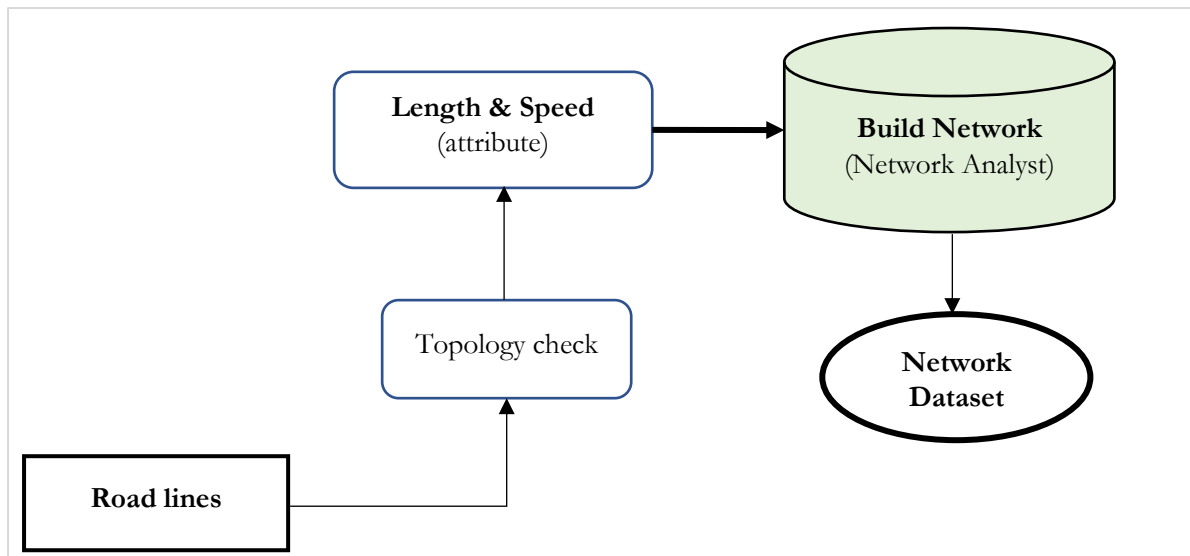 Length & Speed
(attribute)
Build Network
(Network Analyst)
Topology check
Network
Dataset
Road lines